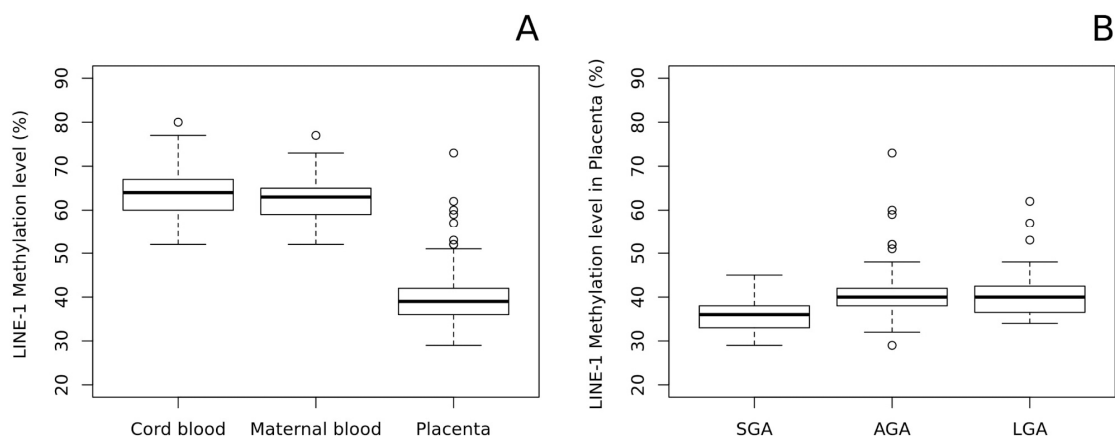 A
LINE-1 Methylation level (%)
90
80
70
60
50
40
30
20
Cord blood
Maternal blood
Placenta
B
LINE-1 Methylation level in Placenta (%)
90
80
70
60
50
40
30
20
SGA
AGA
LGA